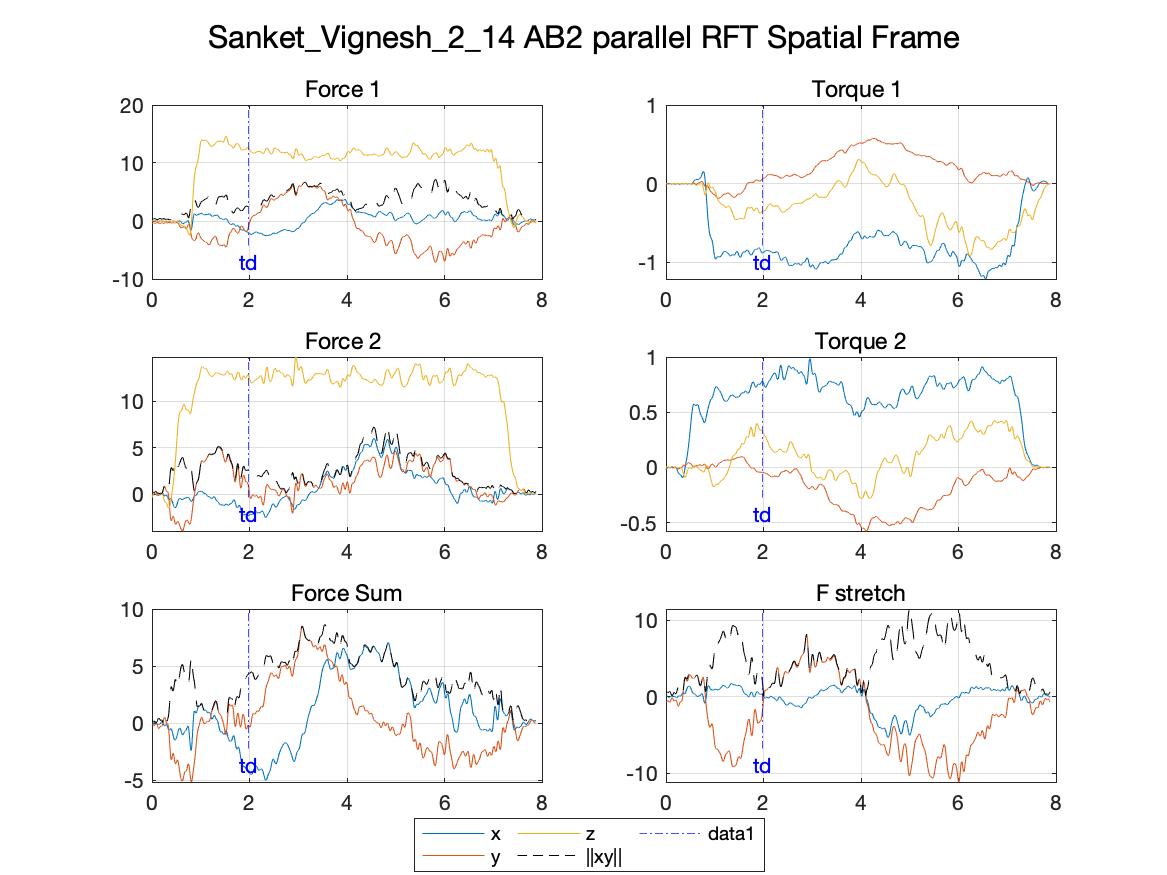 Sanket_Vignesh_2_14 AB2 parallel RFT Spatial Frame
Force 1
20
10
0
-10
td
0 2 4 6 8
Torque 1
1
0
-1
td
0 2 4 6 8
Force 2
10
5
0
td
0 2 4 6 8
Torque 2
1
0.5
0
-0.5
td
0 2 4 6 8
Force Sum
10
5
0
-5
td
0 2 4 6 8
F stretch
10
0
-10
td
0 2 4 6 8
x z data1
y ||xy||